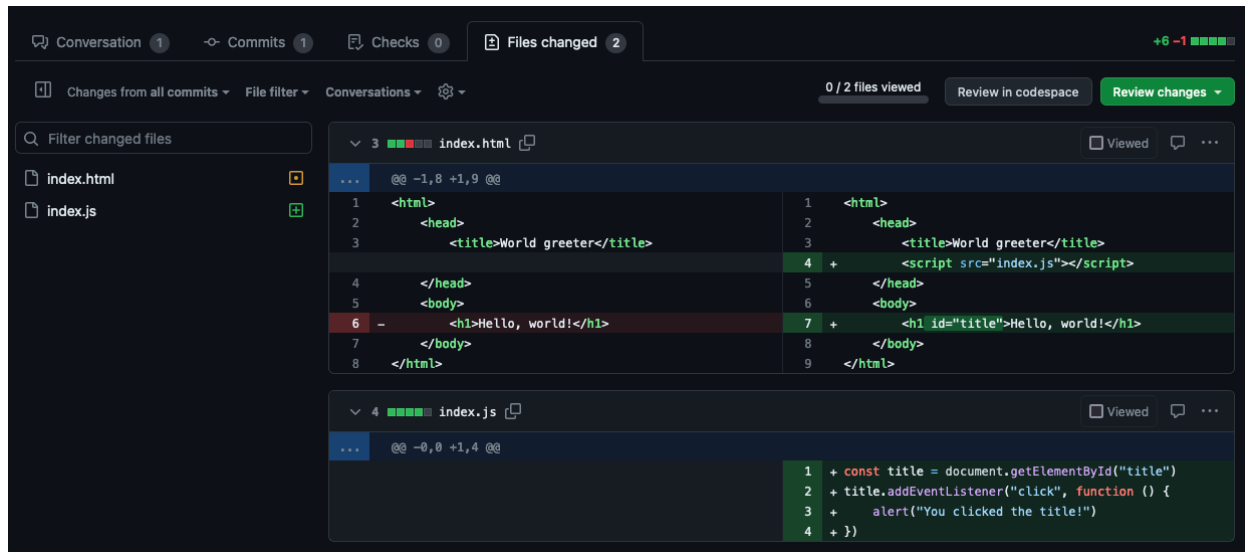 Conversation 1 Commits 1 Checks 0 Files changed 2 +6 −1
Changes from all commits File filter Conversations 0 / 2 files viewed Review in codespace Review changes
Filter changed files
index.html
index.js
3 index.html Viewed
... @@ -1,8 +1,9 @@
1 <html> 1 <html>
2 <head> 2 <head>
3 <title>World greeter</title> 3 <title>World greeter</title>
4 + <script src="index.js"></script>
4 </head> 5 </head>
5 <body> 6 <body>
6 - <h1>Hello, world!</h1> 7 + <h1 id="title">Hello, world!</h1>
7 </body> 8 </body>
8 </html> 9 </html>
4 index.js Viewed
... @@ -0,0 +1,4 @@
1 + const title = document.getElementById("title")
2 + title.addEventListener("click", function () {
3 + alert("You clicked the title!")
4 + })